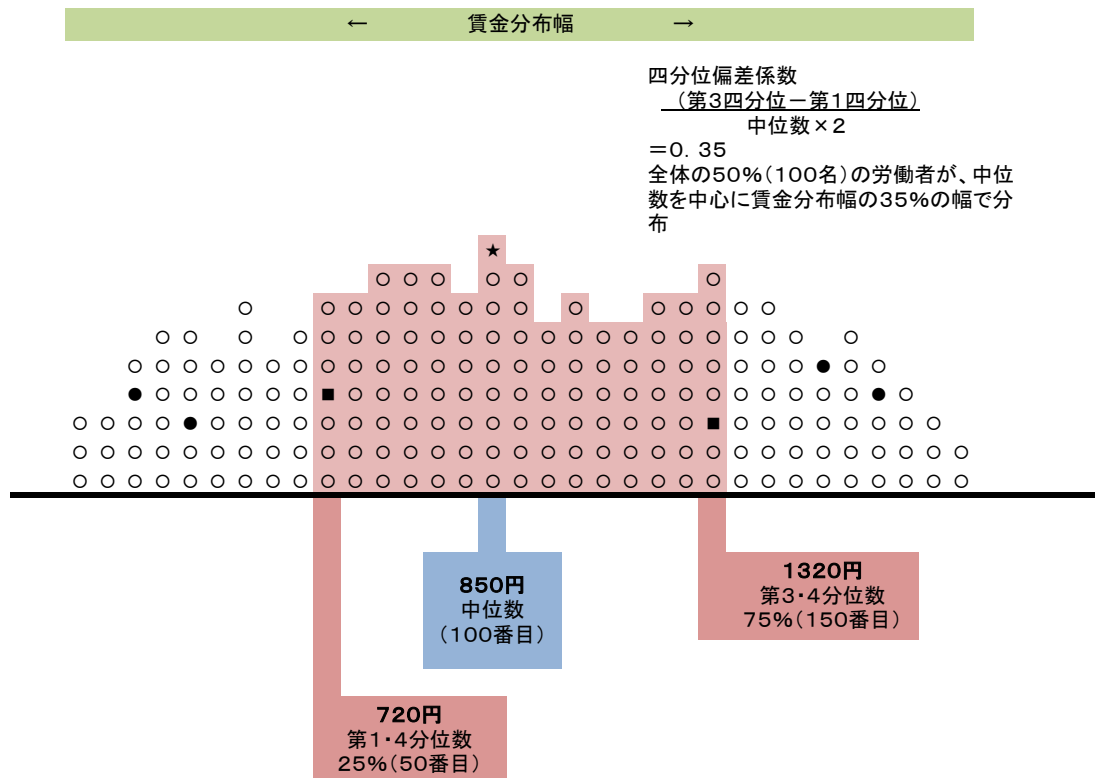 ← 賃金分布幅 →
四分位偏差係数
(第3四分位-第1四分位)
中位数×2
=0.35
全体の50%(100名)の労働者が、中位
数を中心に賃金分布幅の35%の幅で分
布
850円
中位数
(100番目)
1320円
第3・4分位数
75%(150番目)
720円
第1・4分位数
25%(50番目)